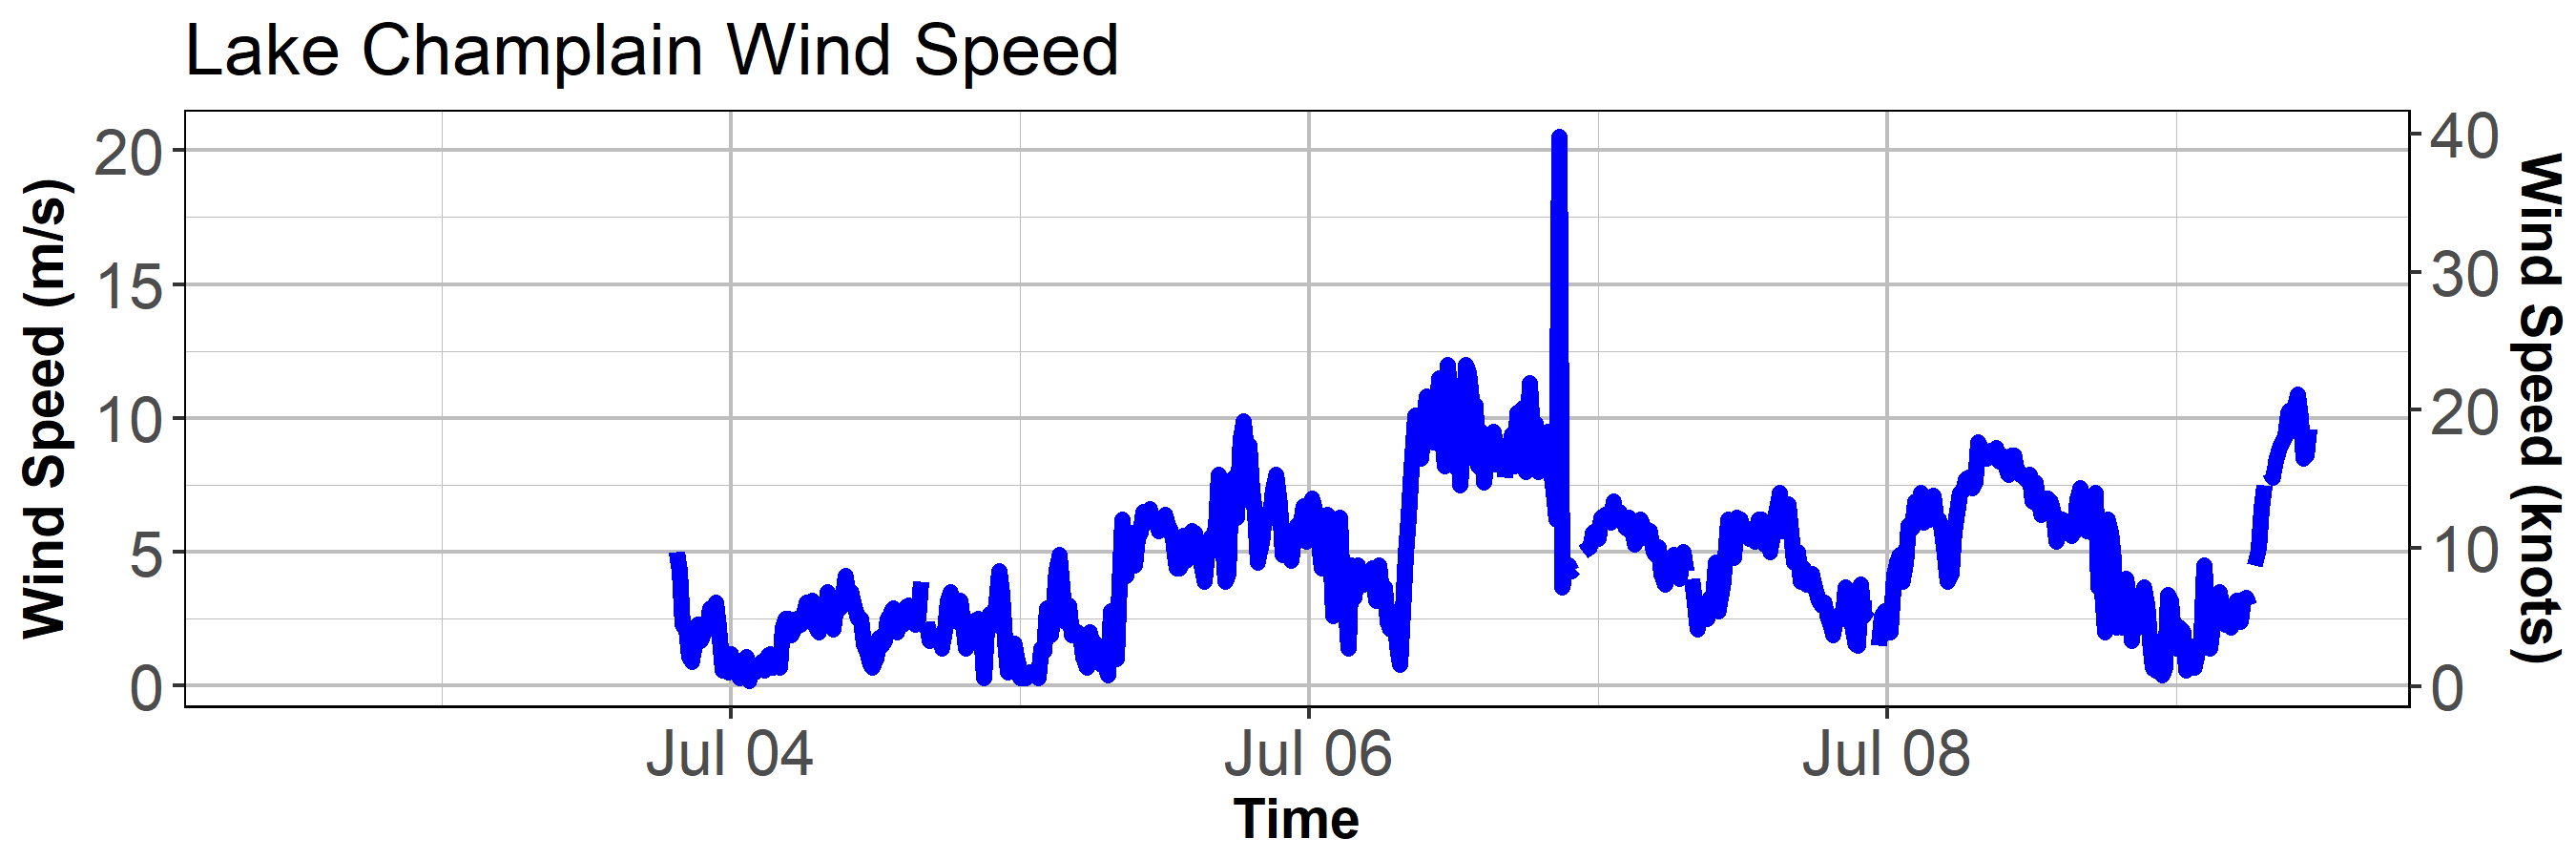 Lake Champlain Wind Speed
Wind Speed (m/s)
20
15
10
5
0
40
30
20
10
0
Wind Speed (knots)
Jul 04
Jul 06
Jul 08
Time